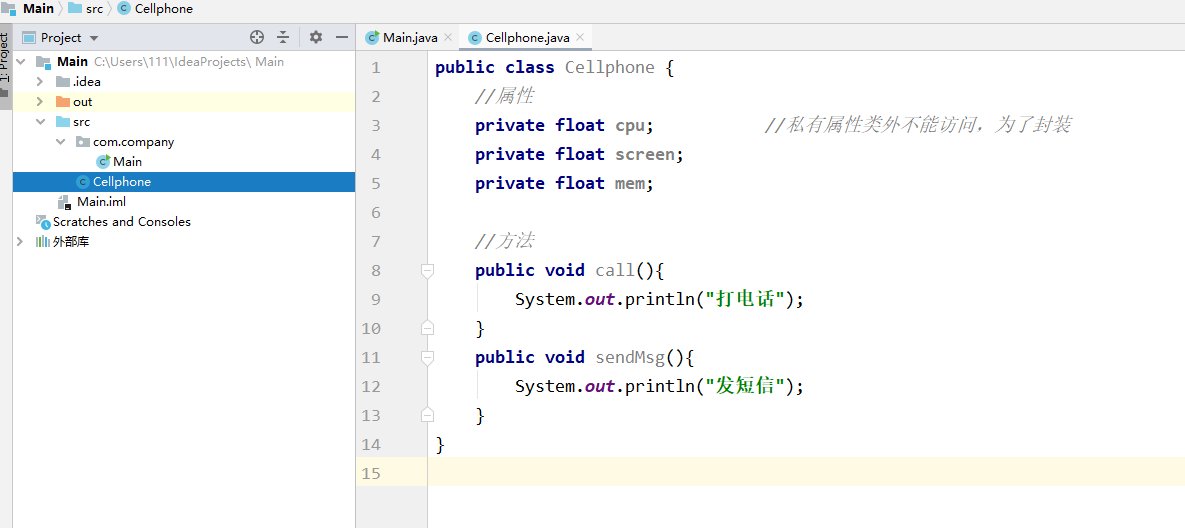 Main src Cellphone
1: Project
Project
Main C:\Users\111\IdeaProjects\ Main
.idea
out
src
com.company
Main
Cellphone
Main.iml
Scratches and Consoles
外部库
Main.java Cellphone.java
1 public class Cellphone {
2 //属性
3 private float cpu; //私有属性类外不能访问，为了封装
4 private float screen;
5 private float mem;
6
7 //方法
8 public void call(){
9 System.out.println("打电话");
10 }
11 public void sendMsg(){
12 System.out.println("发短信");
13 }
14 }
15